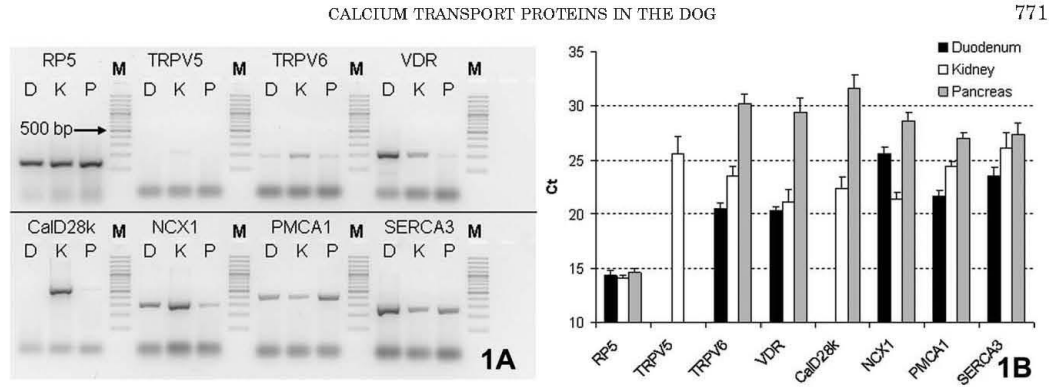 CALCIUM TRANSPORT PROTEINS IN THE DOG 771
RP5 TRPV5 TRPV6 VDR
M M M M
D K P D K P D K P D K P
500 bp
CalD28k NCX1 PMCA1 SERCA3
M M M M
D K P D K P D K P D K P
1A
35
30
25
20
15
10
Ct
Duodenum
Kidney
Pancreas
RP5 TRPV5 TRPV6 VDR CalD28k NCX1 PMCA1 SERCA3
1B